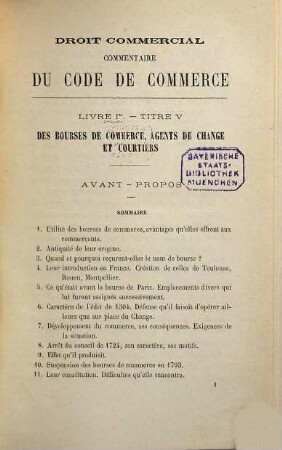 DROIT COMMERCIAL
COMMENTAIRE
DU CODE DE COMMERCE
LIVRE Ier. — TITRE V
DES BOURSES DE COMMERCE, AGENTS DE CHANGE
ET COURTIERS
BAYERISCHE
STAATS-
BIBLIOTHEK
MUENCHEN
AVANT-PROPOS
SOMMAIRE
1. Utilité des bourses de commerce, avantages qu'elles offrent aux
commerçants.
2. Antiquité de leur origine.
3. Quand et pourquoi reçurent-elles le nom de bourse ?
4. Leur introduction en France. Création de celles de Toulouse,
Rouen, Montpellier.
5. Ce qu'était avant la bourse de Paris. Emplacements divers qui
lui furent assignés successivement.
6. Caractère de l'édit de 1304. Défense qu'il faisoit d'opérer ail-
leurs que sur place du Change.
7. Développement du commerce, ses conséquences. Exigences de
la situation.
8. Arrêt du conseil de 1724, son caractère, ses motifs.
9. Effet qu'il produisit.
10. Suspension des bourses de commerce en 1793.
11. Leur constitution. Difficultés qu'elle rencontra.
1